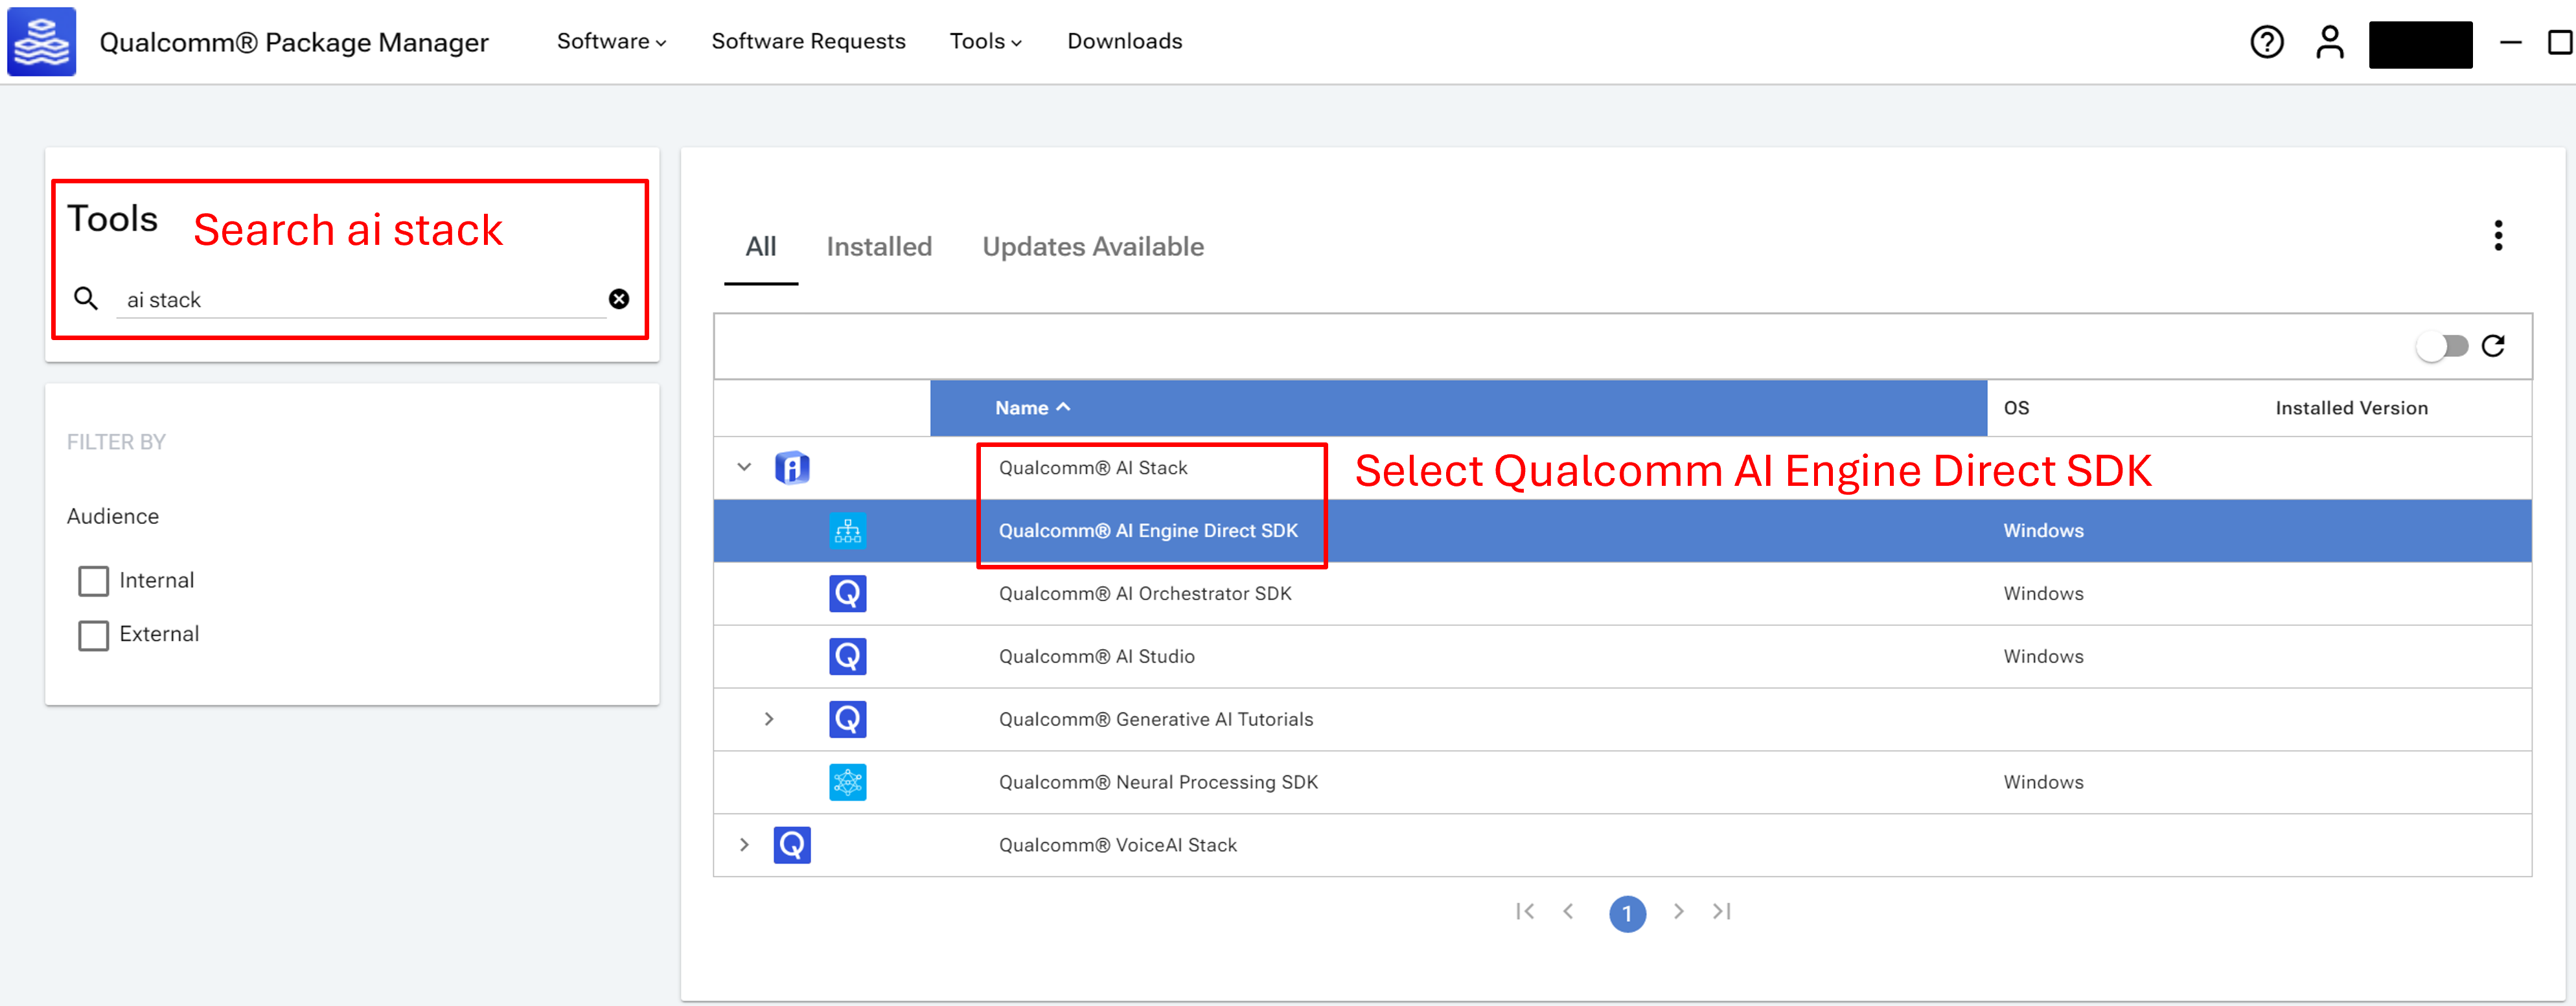 Qualcomm® Package Manager Software Software Requests Tools Downloads
Tools Search ai stack
ai stack
FILTER BY
Audience
Internal
External
All Installed Updates Available
Name OS Installed Version
Qualcomm® AI Stack Select Qualcomm AI Engine Direct SDK
Qualcomm® AI Engine Direct SDK Windows
Qualcomm® AI Orchestrator SDK Windows
Qualcomm® AI Studio Windows
Qualcomm® Generative AI Tutorials
Qualcomm® Neural Processing SDK Windows
Qualcomm® VoiceAI Stack
1